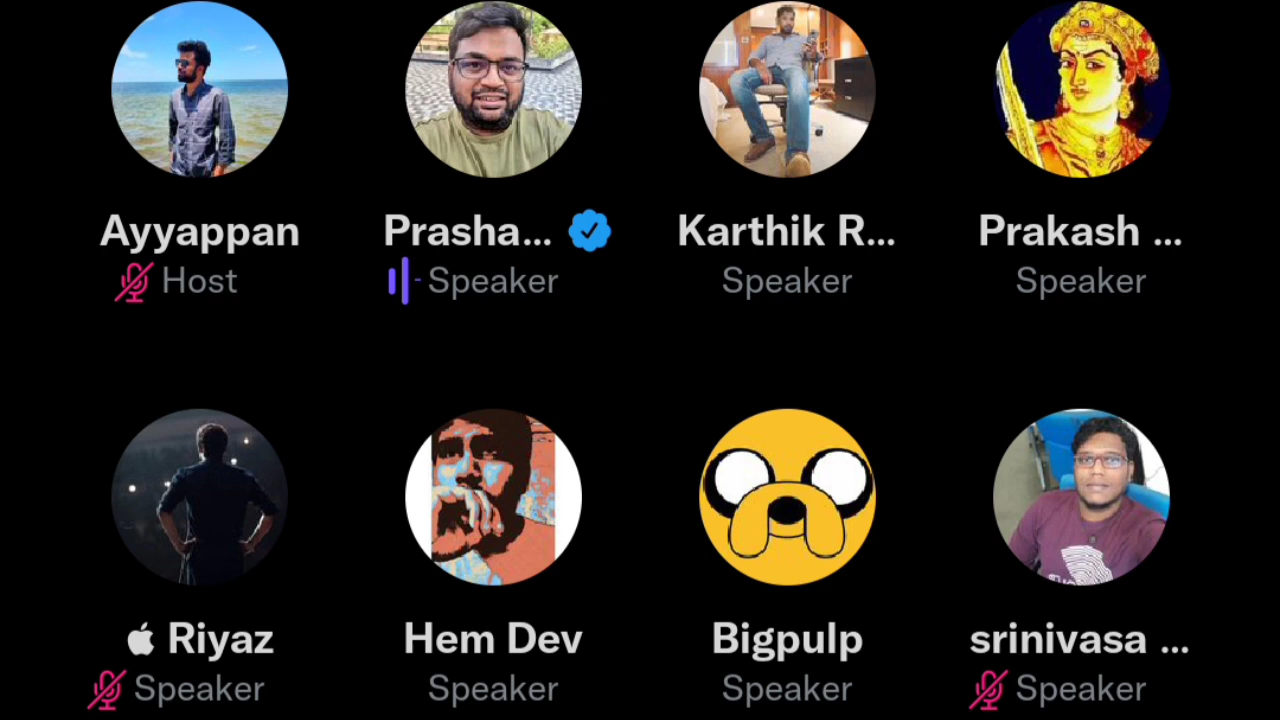 Ayyappan
Host
Prasha...
Speaker
Karthik R...
Speaker
Prakash ...
Speaker
Riyaz
Speaker
Hem Dev
Speaker
Bigpulp
Speaker
srinivasa ...
Speaker